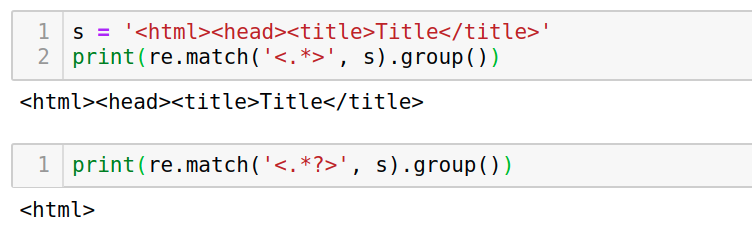 1 s = '<html><head><title>Title</title>'
2 print(re.match('<.*>', s).group())
<html><head><title>Title</title>
1 print(re.match('<.*?>', s).group())
<html>